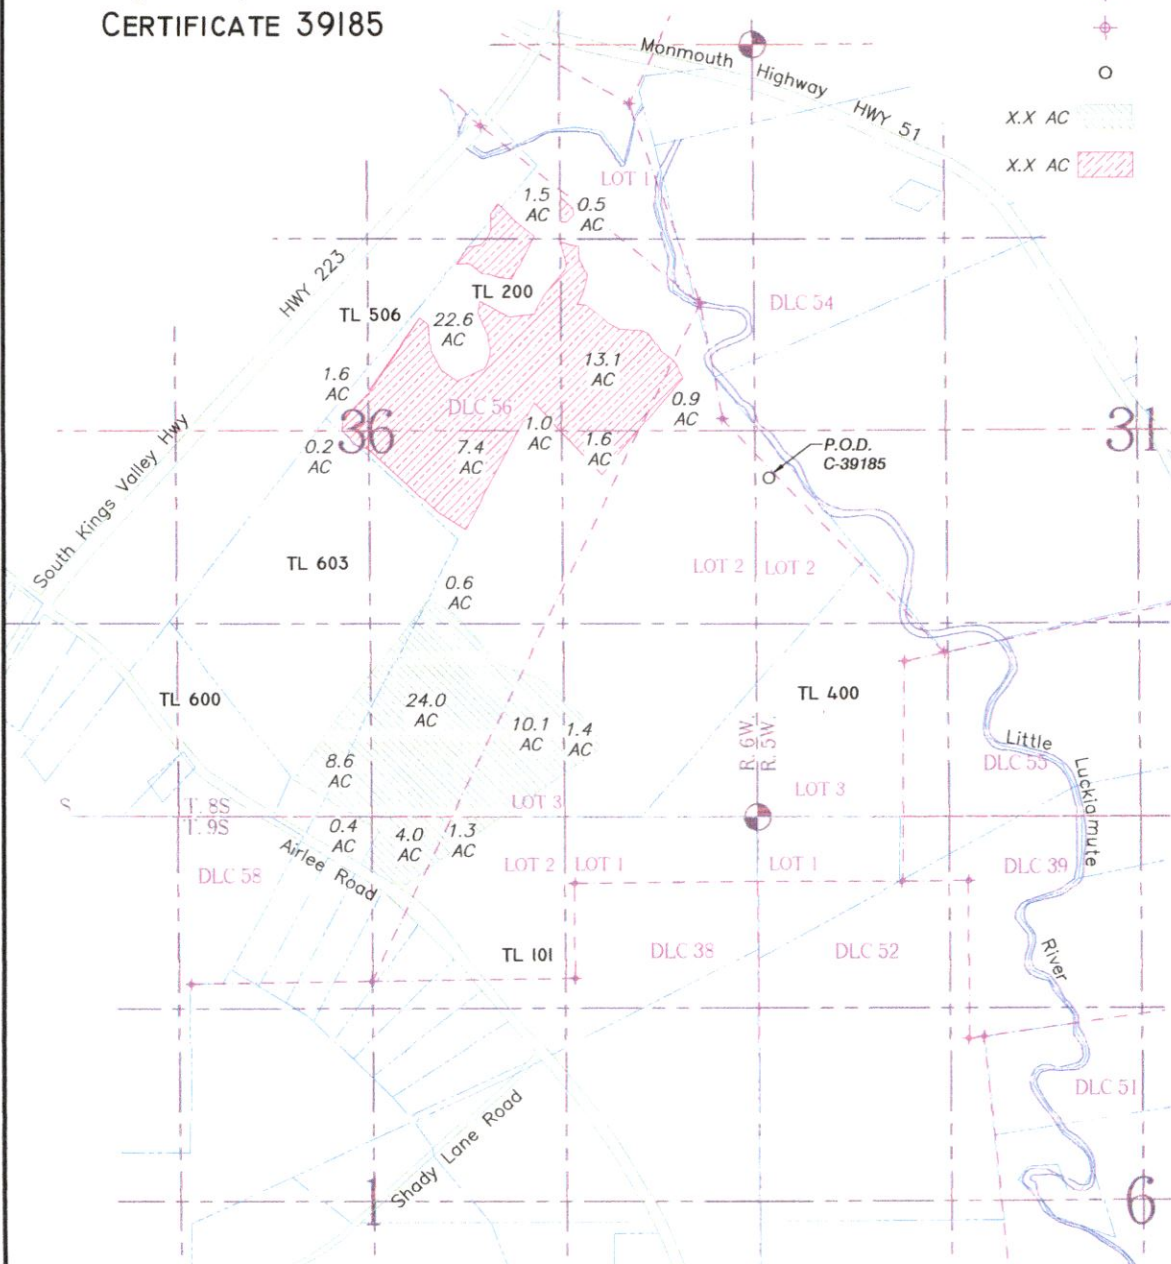 CERTIFICATE 39185
Monmouth Highway HWY 51
X.X AC
X.X AC
LOT 1
1.5
AC
0.5
AC
HWY 223
TL 200
DLC 54
TL 506
22.6
AC
13.1
AC
1.6
AC
0.9
AC
DLC 56
36
31
1.0
AC
1.6
AC
7.4
AC
0.2
AC
P.O.D.
C-39185
South Kings Valley Hwy
TL 603
LOT 2
LOT 2
0.6
AC
TL 600
24.0
AC
TL 400
10.1
AC
1.4
AC
R. 6W.
R. 5W.
Little Luckiamute River
DLC 55
8.6
AC
LOT 3
LOT 3
S
T. 8S
T. 9S
0.4
AC
4.0
AC
1.3
AC
Airlee Road
LOT 2
LOT 1
LOT 1
DLC 39
DLC 58
TL 101
DLC 38
DLC 52
DLC 51
Shady Lane Road
1
6